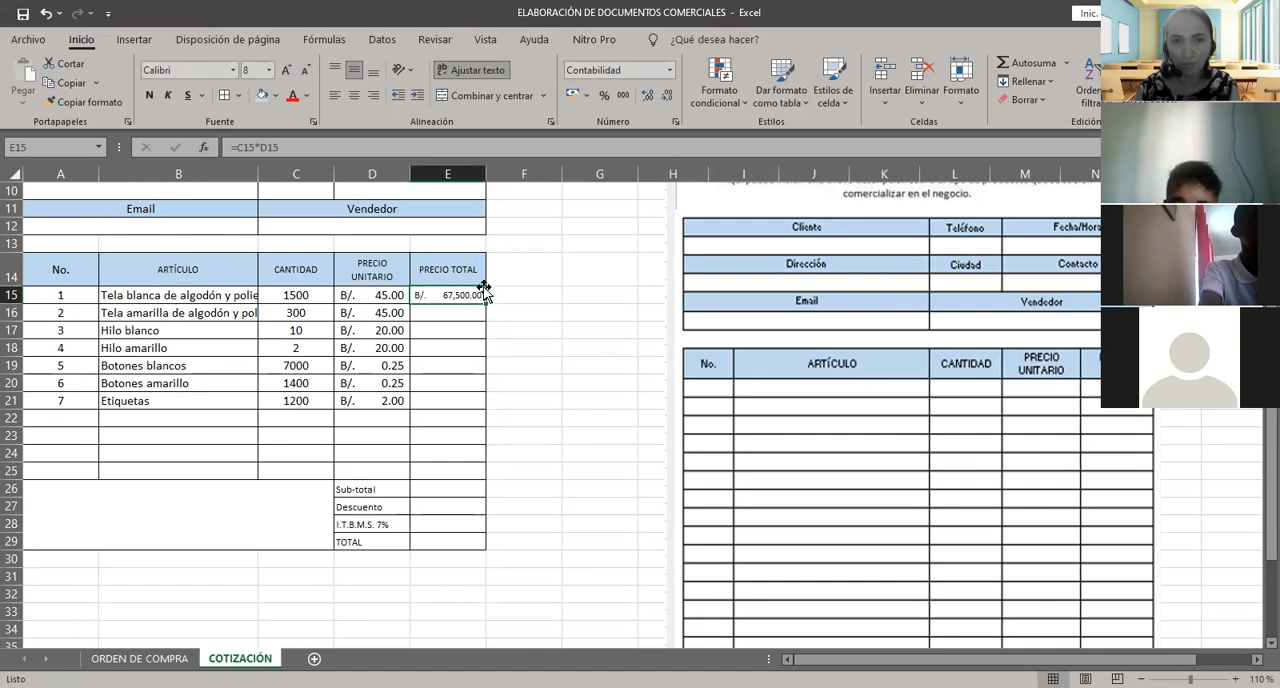 ELABORACIÓN DE DOCUMENTOS COMERCIALES - Excel
Inic.
Archivo Inicio Insertar Disposición de página Fórmulas Datos Revisar Vista Ayuda Nitro Pro ¿Qué desea hacer?
Pegar
Cortar
Copiar
Copiar formato
Portapapeles
Calibri 8
N K S
Fuente
Ajustar texto
Combinar y centrar
Alineación
Contabilidad
% 000
Número
Formato condicional
Dar formato como tabla
Estilos de celda
Estilos
Insertar Eliminar Formato
Celdas
Autosuma
Rellenar
Borrar
E15 fx =C15*D15
A B C D E F G H I J K L M N
10
11 Email Vendedor
12
13
14 No. ARTÍCULO CANTIDAD PRECIO UNITARIO PRECIO TOTAL
15 1 Tela blanca de algodón y polie 1500 B/. 45.00 B/. 67,500.00
16 2 Tela amarilla de algodón y pol 300 B/. 45.00
17 3 Hilo blanco 10 B/. 20.00
18 4 Hilo amarillo 2 B/. 20.00
19 5 Botones blancos 7000 B/. 0.25
20 6 Botones amarillo 1400 B/. 0.25
21 7 Etiquetas 1200 B/. 2.00
22
23
24
25
26 Sub-total
27 Descuento
28 I.T.B.M.S. 7%
29 TOTAL
30
31
32
33
34
35
comercializar en el negocio.
Cliente Teléfono Fecha/Hora
Dirección Ciudad Contacto
Email Vendedor
No. ARTÍCULO CANTIDAD PRECIO UNITARIO
ORDEN DE COMPRA COTIZACIÓN
Listo
110 %